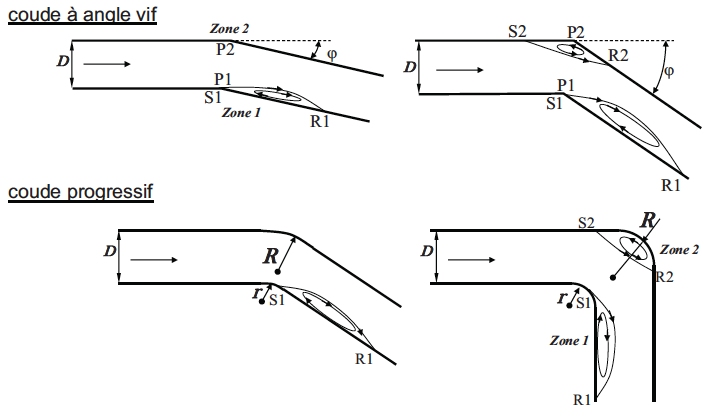 coude à angle vif
Zone 2
P2
φ
D
P1
S1
Zone 1
R1
S2
P2
R2
D
φ
P1
S1
R1
coude progressif
D
R
r
S1
R1
S2
R
Zone 2
D
R2
r
S1
Zone 1
R1